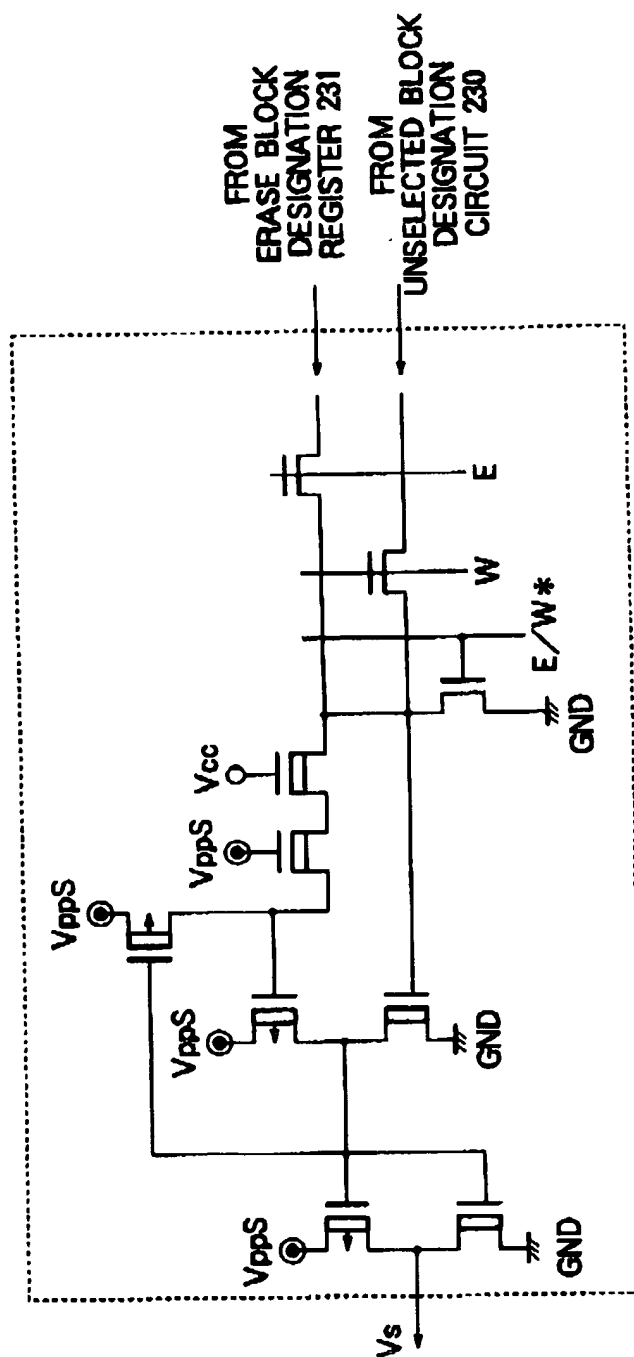 FROM
ERASE BLOCK
DESIGNATION
REGISTER 231
FROM
UNSELECTED BLOCK
DESIGNATION
CIRCUIT 230
VppS
Vcc
VppS
VppS
VppS
E
W
E/W*
GND
GND
GND
Vs